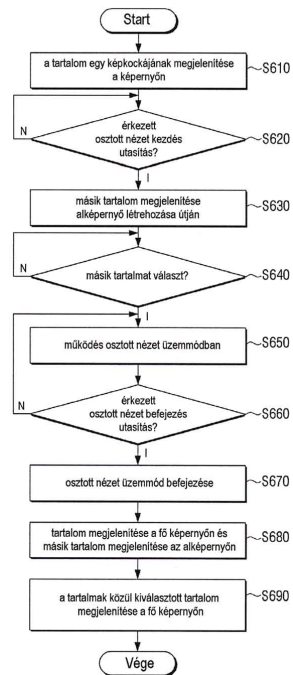 Start
a tartalom egy képkockájának megjelenítése
a képernyőn
S610
érkezett
osztott nézet kezdés
utasítás?
S620
N
I
másik tartalom megjelenítése
alképernyő létrehozása útján
S630
másik tartalmat választ?
S640
N
I
működés osztott nézet üzemmódban
S650
érkezett
osztott nézet befejezés
utasítás?
S660
N
I
osztott nézet üzemmód befejezése
S670
tartalom megjelenítése a fő képernyőn és
másik tartalom megjelenítése az alképernyőn
S680
a tartalmak közül kiválasztott tartalom
megjelenítése a fő képernyőn
S690
Vége